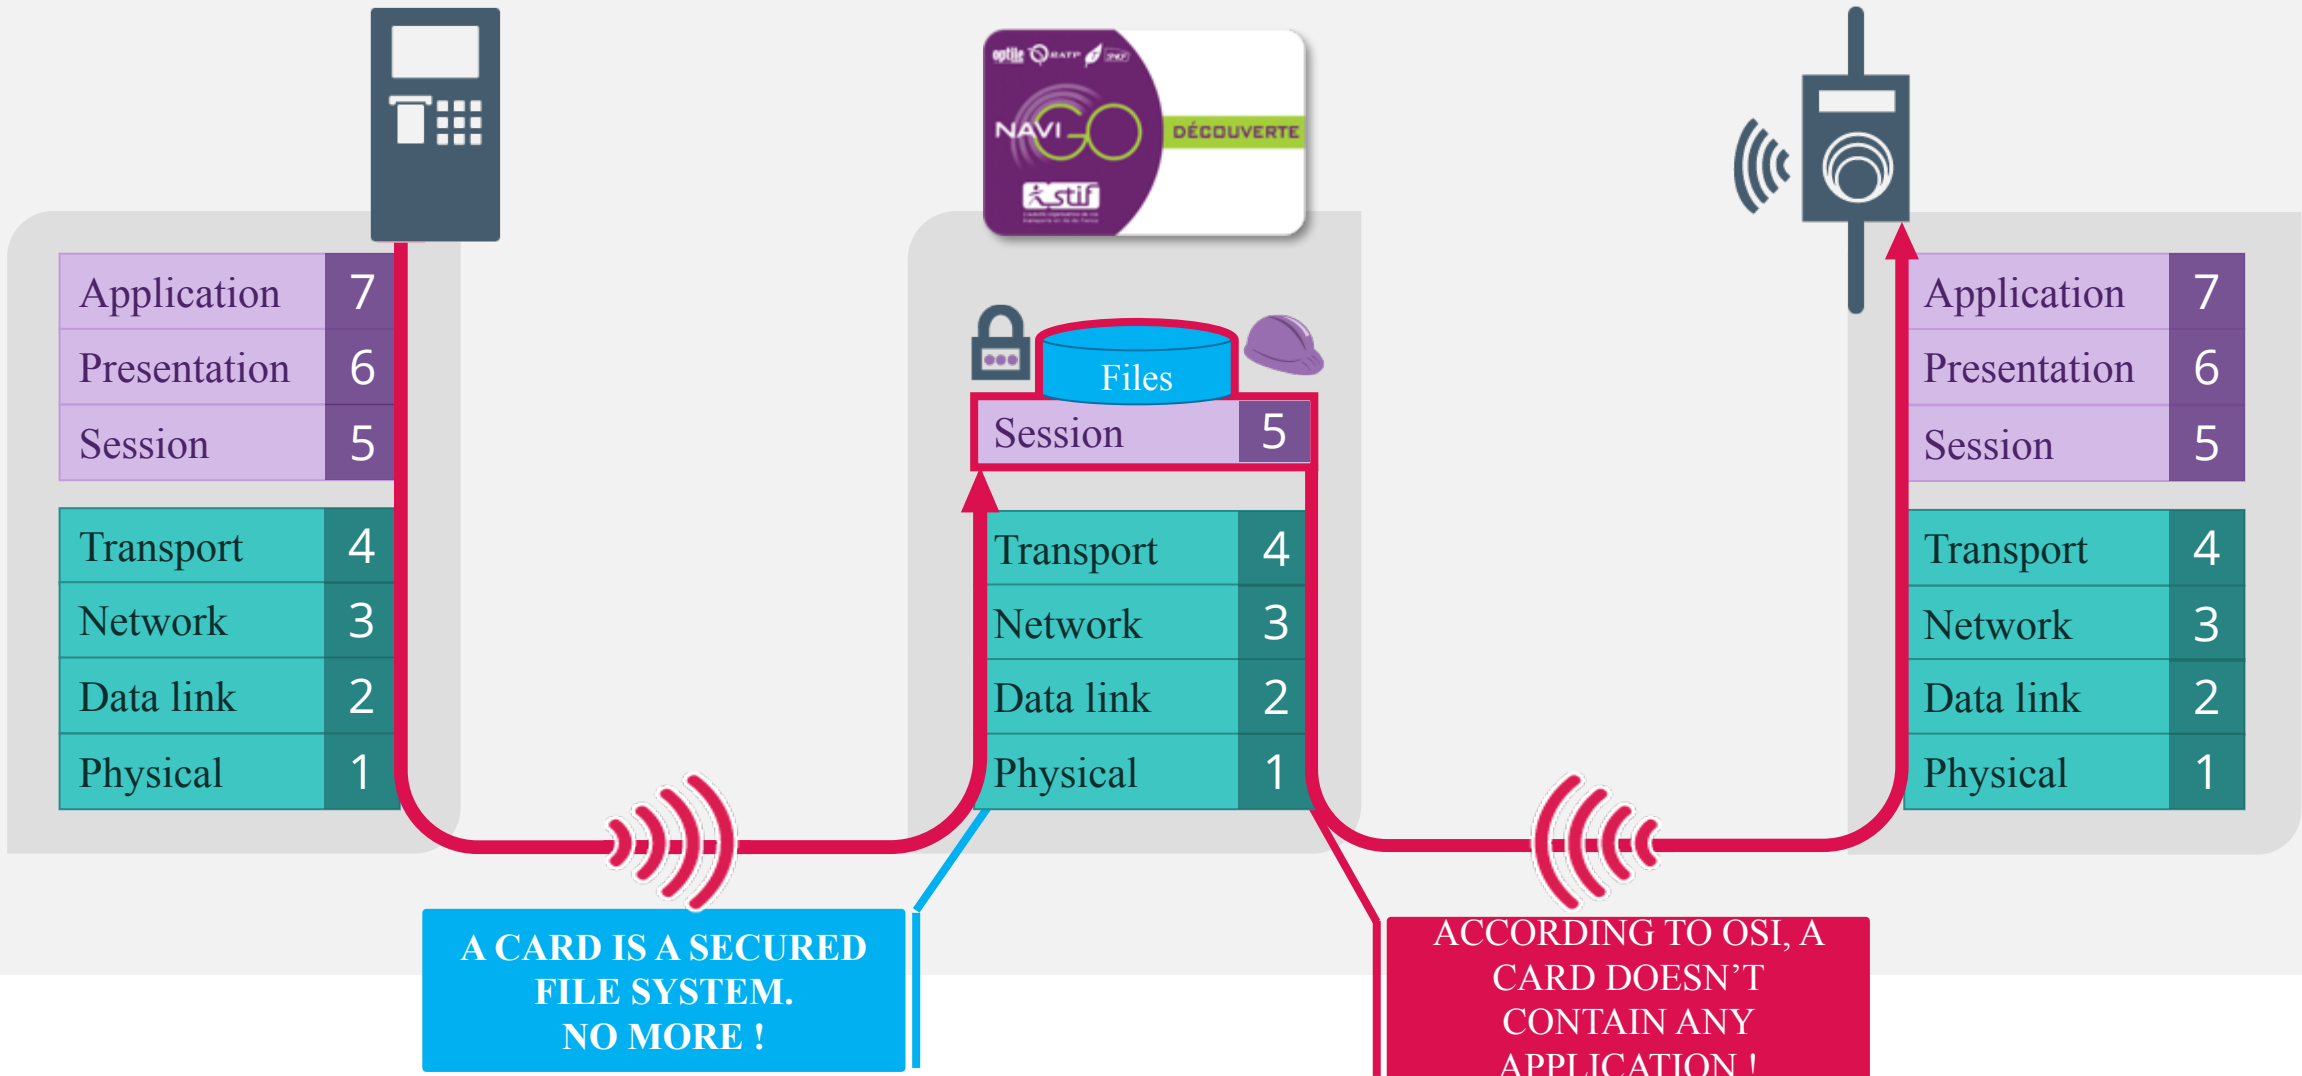 optile RATP SNCF
NAVIGO
DÉCOUVERTE
stif
Application 7
Presentation 6
Session 5
Transport 4
Network 3
Data link 2
Physical 1
Files
Session 5
Transport 4
Network 3
Data link 2
Physical 1
Application 7
Presentation 6
Session 5
Transport 4
Network 3
Data link 2
Physical 1
A CARD IS A SECURED
FILE SYSTEM.
NO MORE !
ACCORDING TO OSI, A
CARD DOESN’T
CONTAIN ANY
APPLICATION !